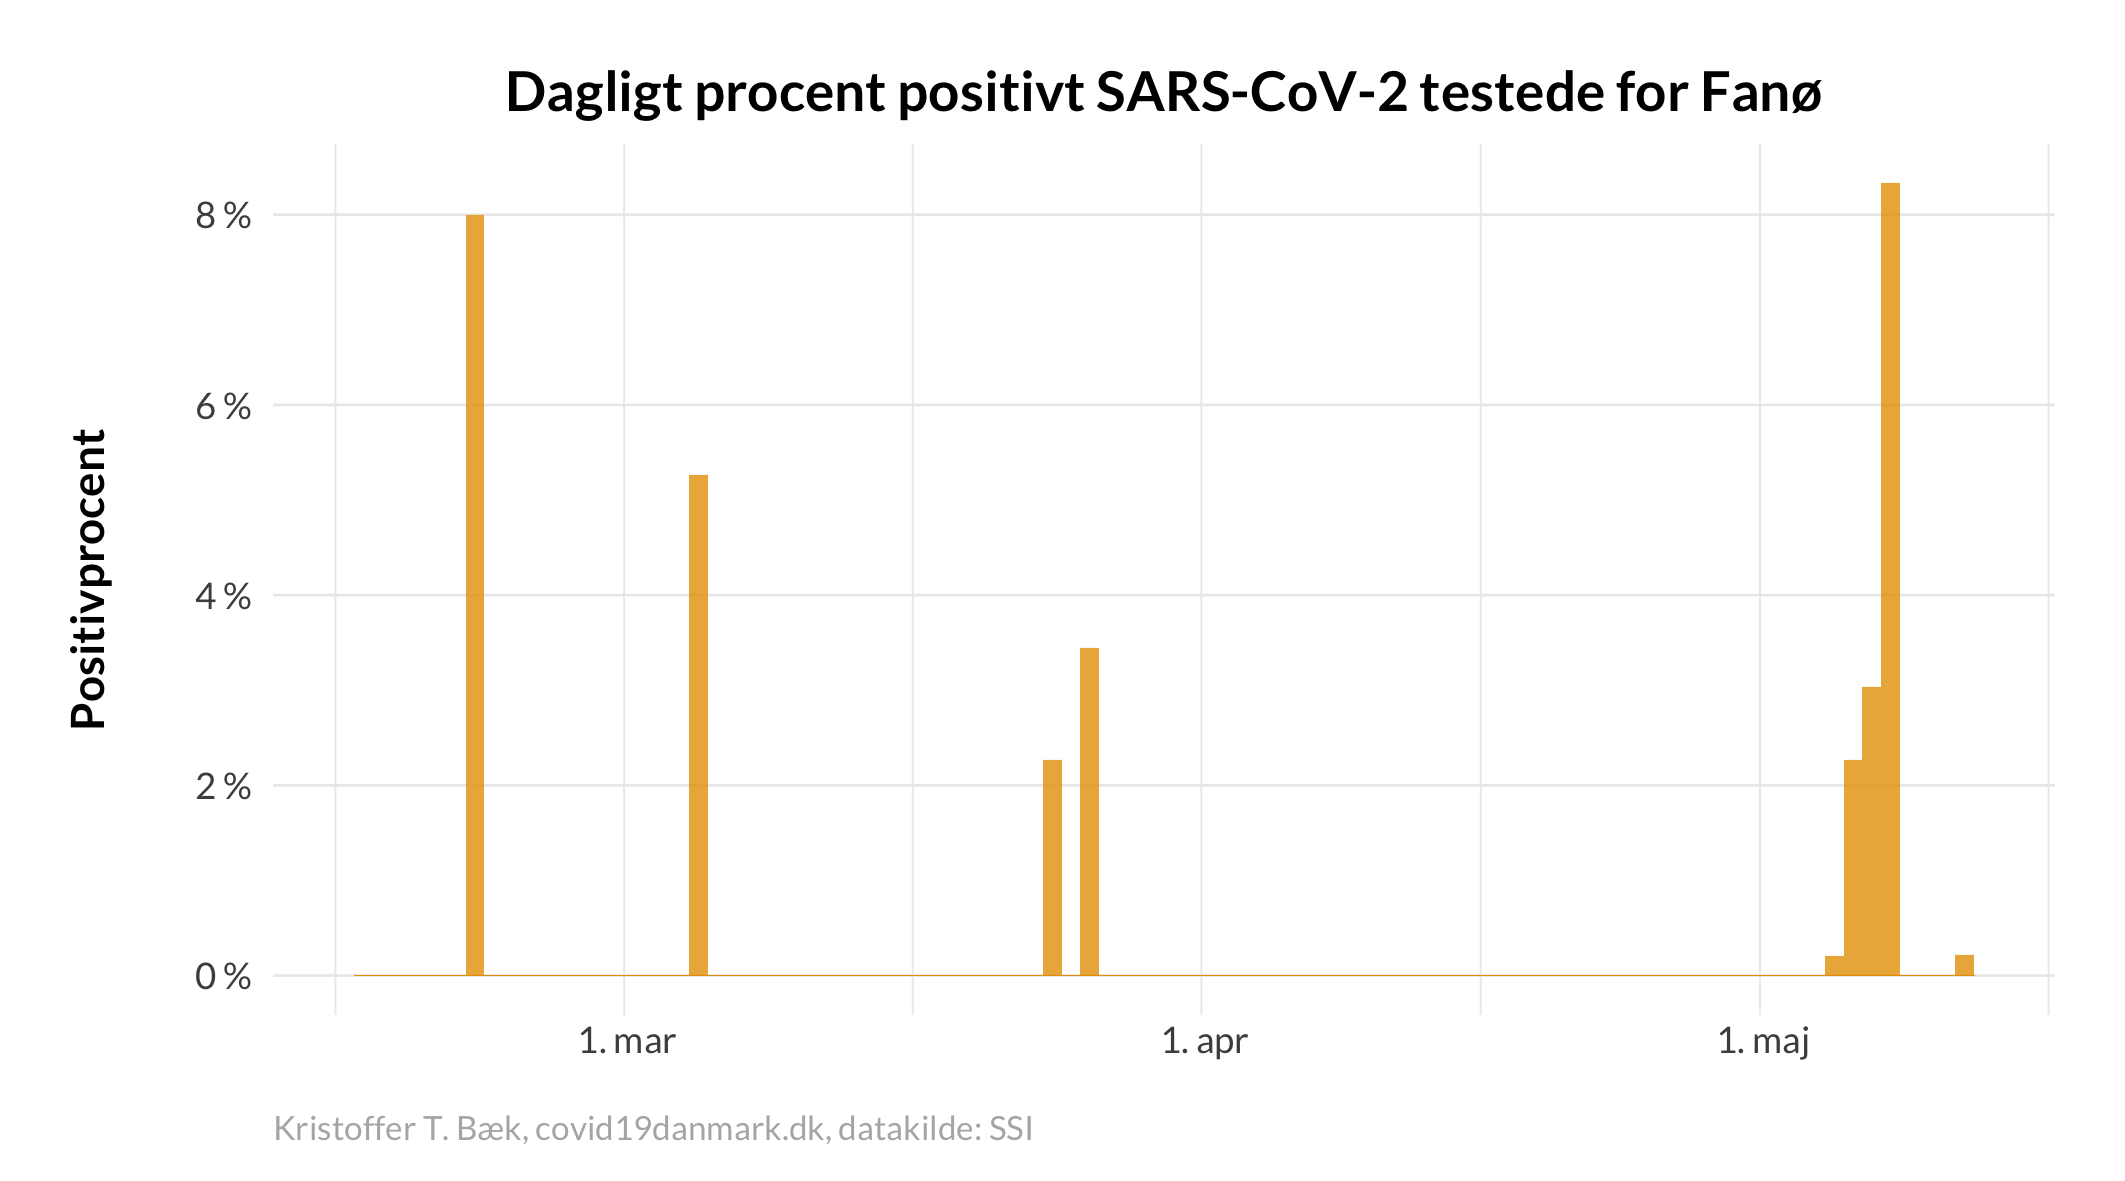 Dagligt procent positivt SARS-CoV-2 testede for Fanø
Positivprocent
8 %
6 %
4 %
2 %
0 %
1. mar
1. apr
1. maj
Kristoffer T. Bæk, covid19danmark.dk, datakilde: SSI